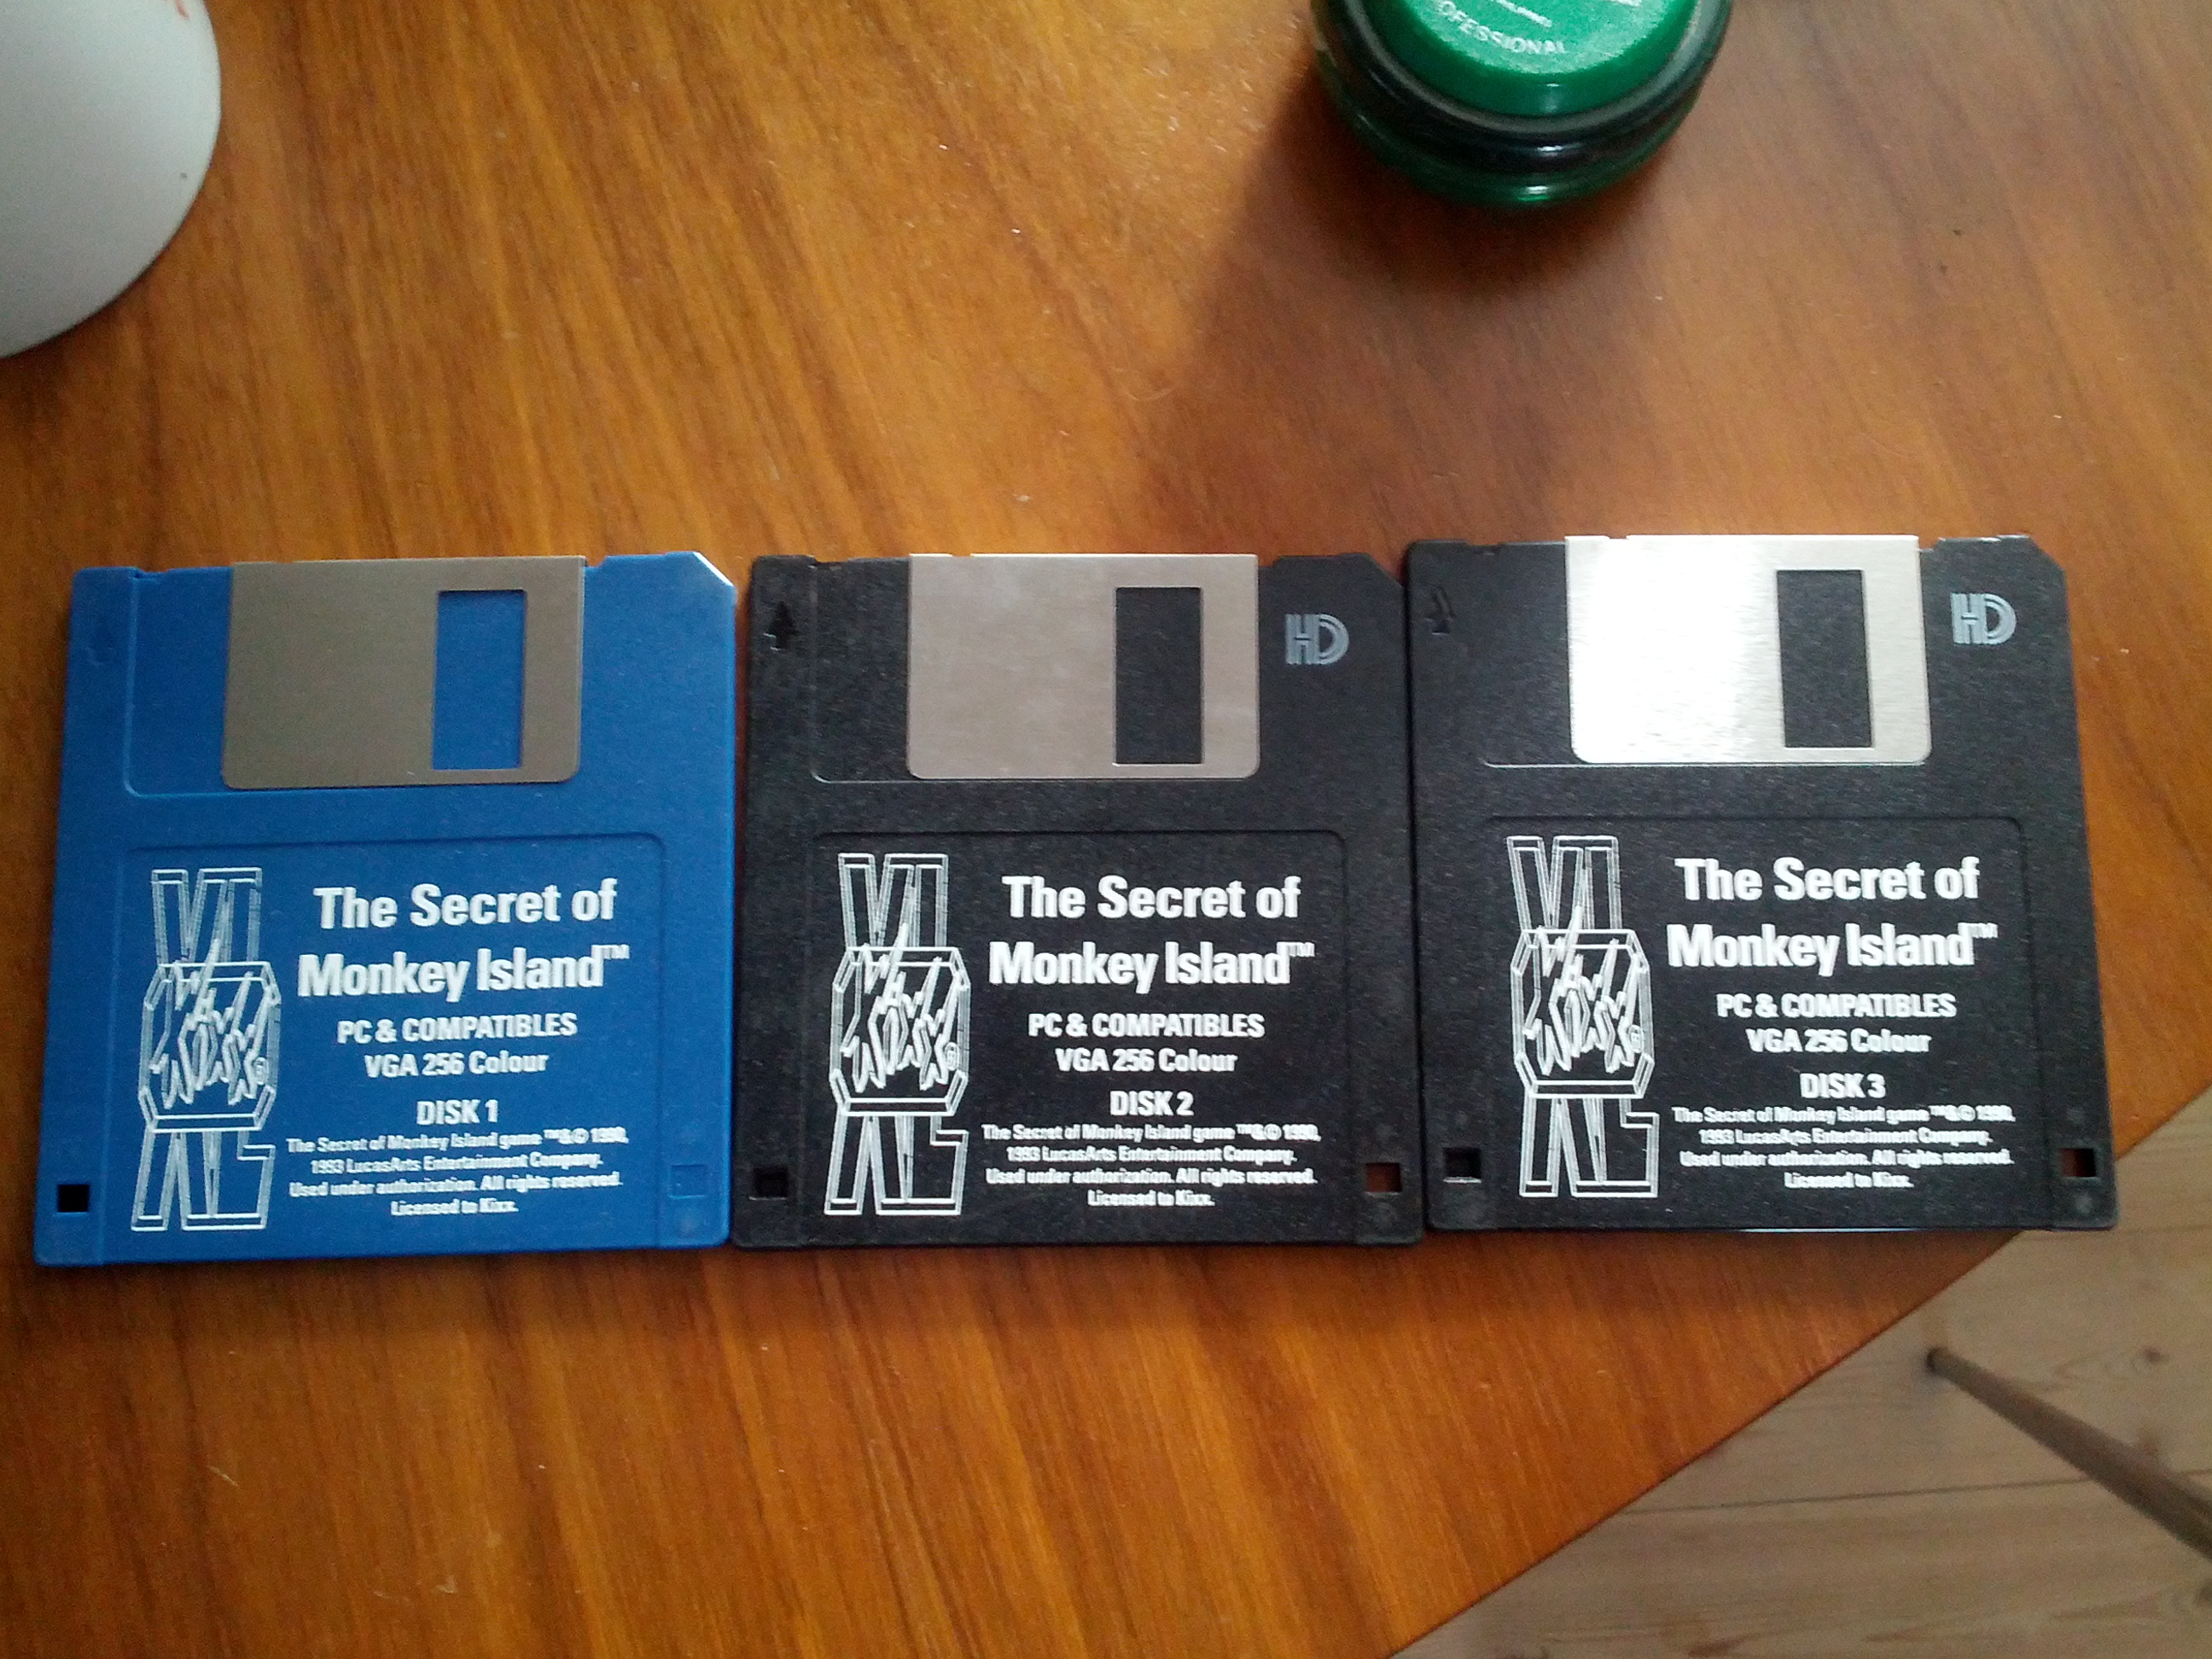 OFESSIONAL
HD
HD
The Secret of
Monkey Island™
PC & COMPATIBLES
VGA 256 Colour
DISK 1
The Secret of Monkey Island game ™&© 1990,
1993 LucasArts Entertainment Company.
Used under authorization. All rights reserved.
Licensed to Kixx.
The Secret of
Monkey Island™
PC & COMPATIBLES
VGA 256 Colour
DISK 2
The Secret of Monkey Island game ™&© 1990,
1993 LucasArts Entertainment Company.
Used under authorization. All rights reserved.
Licensed to Kixx.
The Secret of
Monkey Island™
PC & COMPATIBLES
VGA 256 Colour
DISK 3
The Secret of Monkey Island game ™&© 1990,
1993 LucasArts Entertainment Company.
Used under authorization. All rights reserved.
Licensed to Kixx.